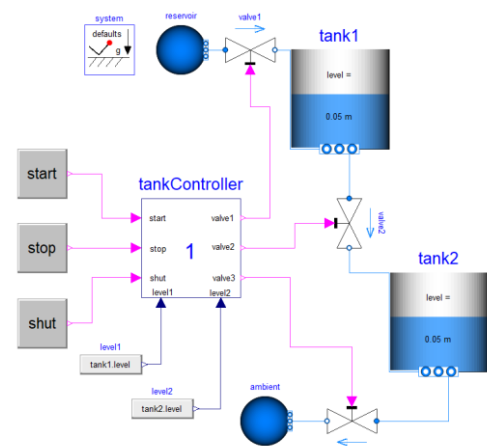 system
defaults
g
reservoir
valve1
tank1
level =
0.05 m
start
stop
shut
tankController
start
stop
shut
1
valve1
valve2
valve3
level1
level2
valve2
tank2
level =
0.05 m
level1
tank1.level
level2
tank2.level
ambient